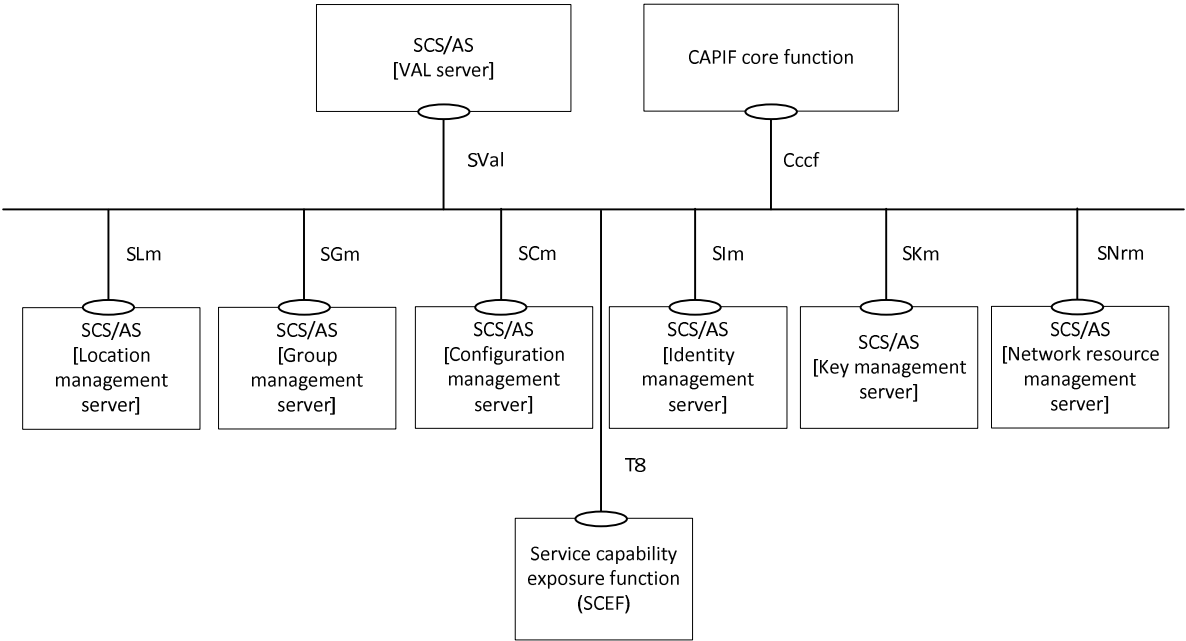 SCS/AS
[VAL server]
CAPIF core function
SVal
Cccf
SLm
SGm
SCm
SIm
SKm
SNrm
SCS/AS
[Location
management
server]
SCS/AS
[Group
management
server]
SCS/AS
[Configuration
management
server]
SCS/AS
[Identity
management
server]
SCS/AS
[Key management
server]
SCS/AS
[Network resource
management
server]
T8
Service capability
exposure function
(SCEF)